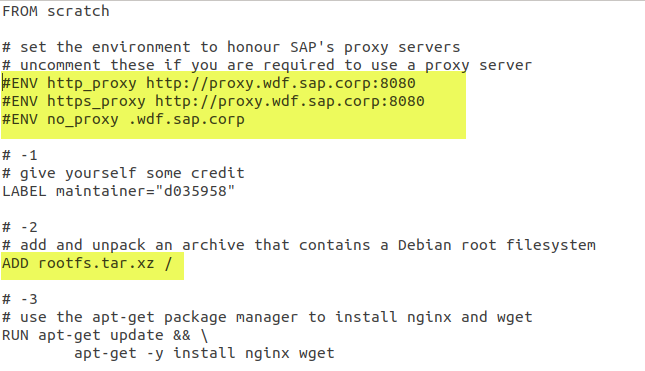 FROM scratch
# set the environment to honour SAP's proxy servers
# uncomment these if you are required to use a proxy server
#ENV http_proxy http://proxy.wdf.sap.corp:8080
#ENV https_proxy http://proxy.wdf.sap.corp:8080
#ENV no_proxy .wdf.sap.corp
# -1
# give yourself some credit
LABEL maintainer="d035958"
# -2
# add and unpack an archive that contains a Debian root filesystem
ADD rootfs.tar.xz /
# -3
# use the apt-get package manager to install nginx and wget
RUN apt-get update && \
        apt-get -y install nginx wget